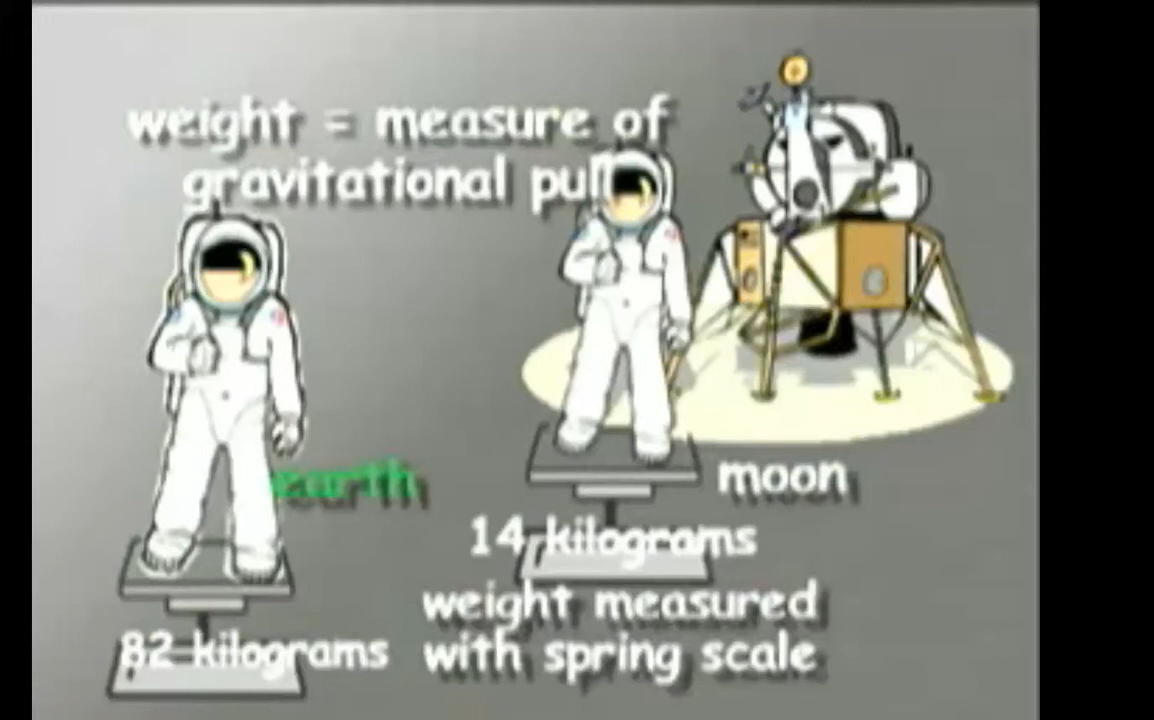 weight = measure of
gravitational pull
earth
moon
14 kilograms
weight measured
82 kilograms with spring scale